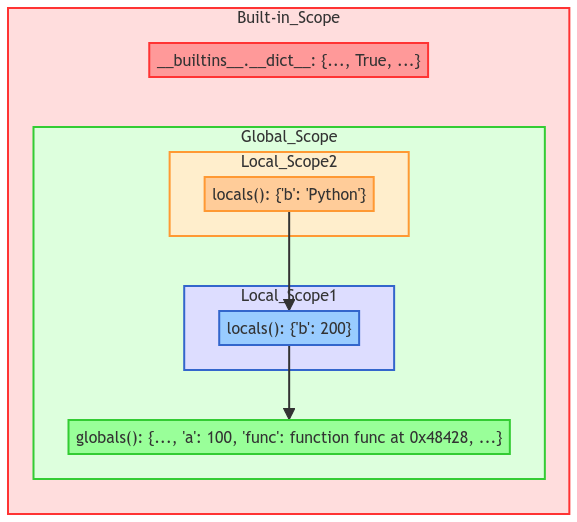 Built-in_Scope
__builtins__.__dict__: {..., True, ...}
Global_Scope
Local_Scope2
locals(): {'b': 'Python'}
Local_Scope1
locals(): {'b': 200}
globals(): {..., 'a': 100, 'func': function func at 0x48428, ...}